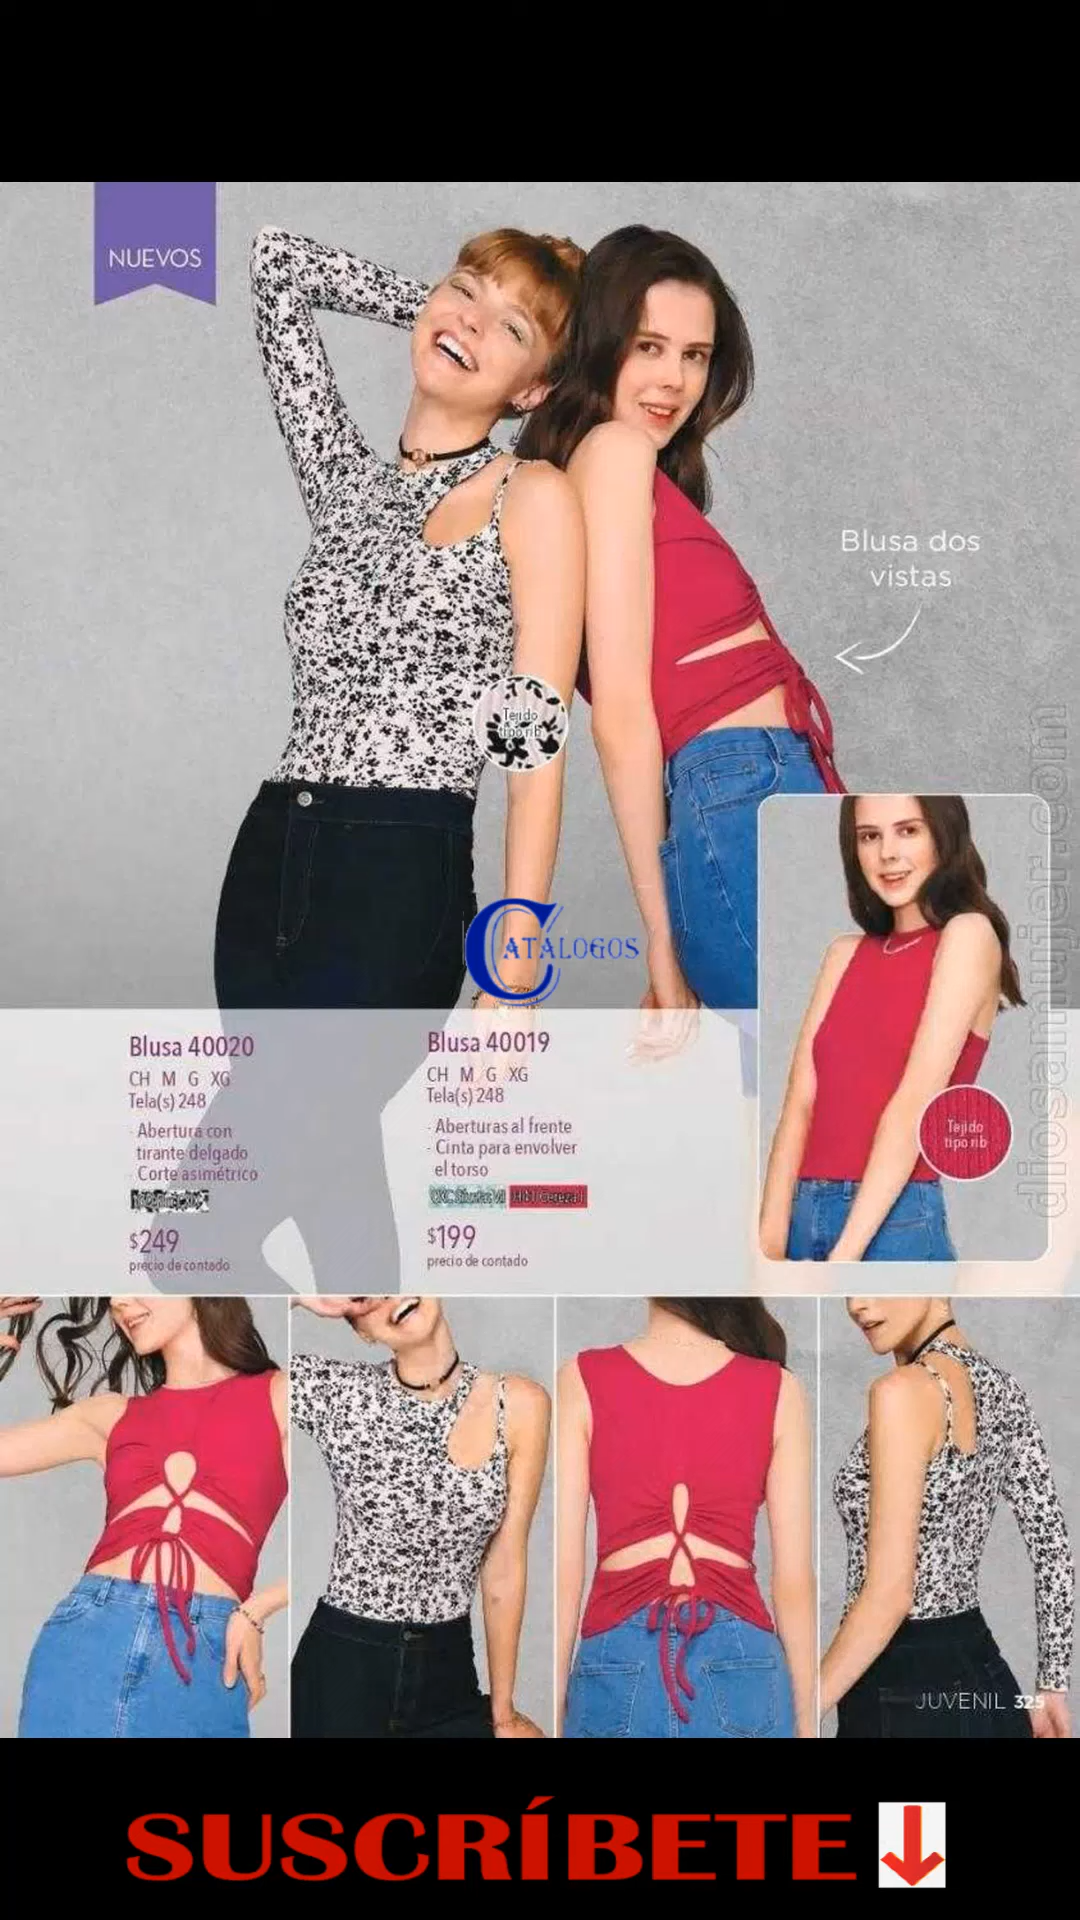 NUEVOS
Blusa dos
vistas
Tejido
tipo rib
CATALOGOS
diosamujer.com
Blusa 40020
CH M G XG
Tela(s) 248
- Abertura con
tirante delgado
- Corte asimétrico
$249
precio de contado
Blusa 40019
CH M G XG
Tela(s) 248
- Aberturas al frente
- Cinta para envolver
el torso
Cereza
$199
precio de contado
Tejido
tipo rib
JUVENIL 325
SUSCRÍBETE